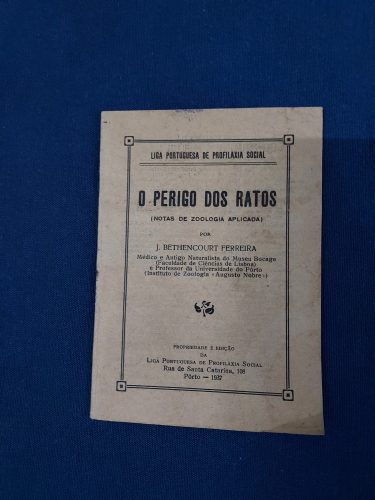 LIGA PORTUGUESA DE PROFILAXIA SOCIAL
O PERIGO DOS RATOS
(NOTAS DE ZOOLOGIA APLICADA)
POR
J. BETHENCOURT FERREIRA
Médico e Antigo Naturalista do Museu Bocage
(Faculdade de Ciências de Lisboa)
e Professor da Universidade do Pôrto
(Instituto de Zoologia «Augusto Nobre»)
PROPRIEDADE E EDIÇÃO
DA
LIGA PORTUGUESA DE PROFILAXIA SOCIAL
Rua de Santa Catarina, 108
Pôrto — 1937